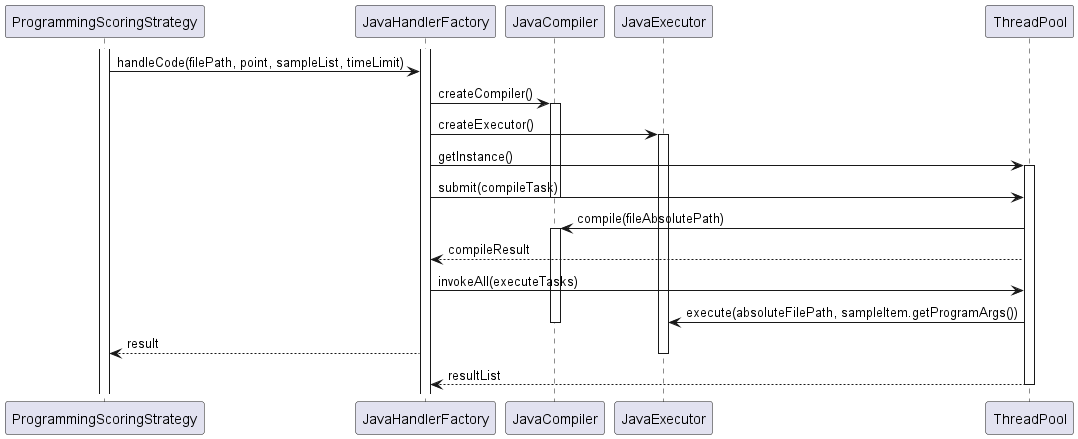 ProgrammingScoringStrategy JavaHandlerFactory JavaCompiler JavaExecutor ThreadPool
handleCode(filePath, point, sampleList, timeLimit)
createCompiler()
createExecutor()
getInstance()
submit(compileTask)
compile(fileAbsolutePath)
compileResult
invokeAll(executeTasks)
execute(absoluteFilePath, sampleItem.getProgramArgs())
result
resultList
ProgrammingScoringStrategy JavaHandlerFactory JavaCompiler JavaExecutor ThreadPool